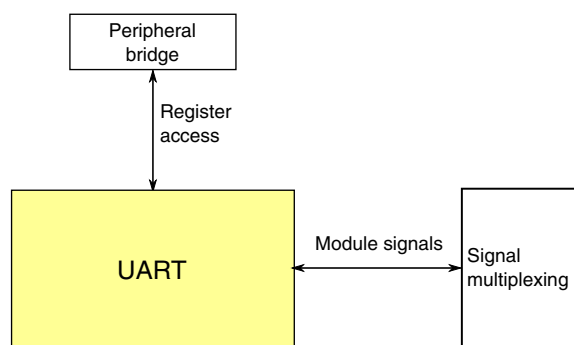 Peripheral
bridge
Register
access
UART
Module signals
Signal
multiplexing